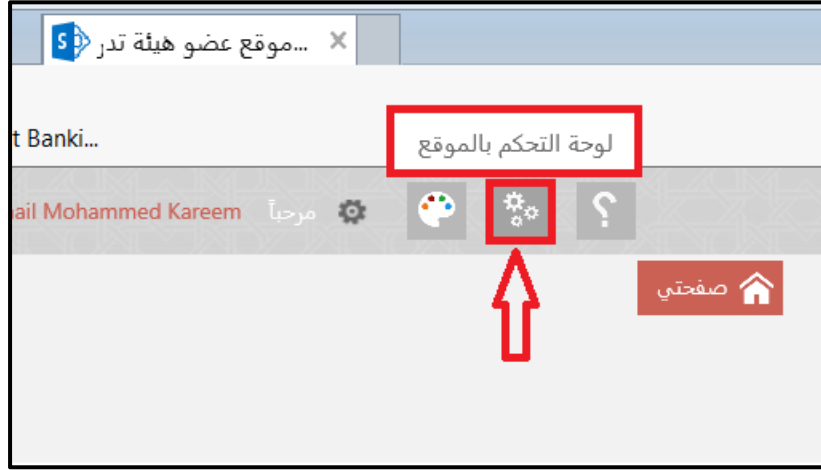 موقع عضو هيئة تدر...
t Banki...
لوحة التحكم بالموقع
مرحباً
ail Mohammed Kareem
؟
صفحتي